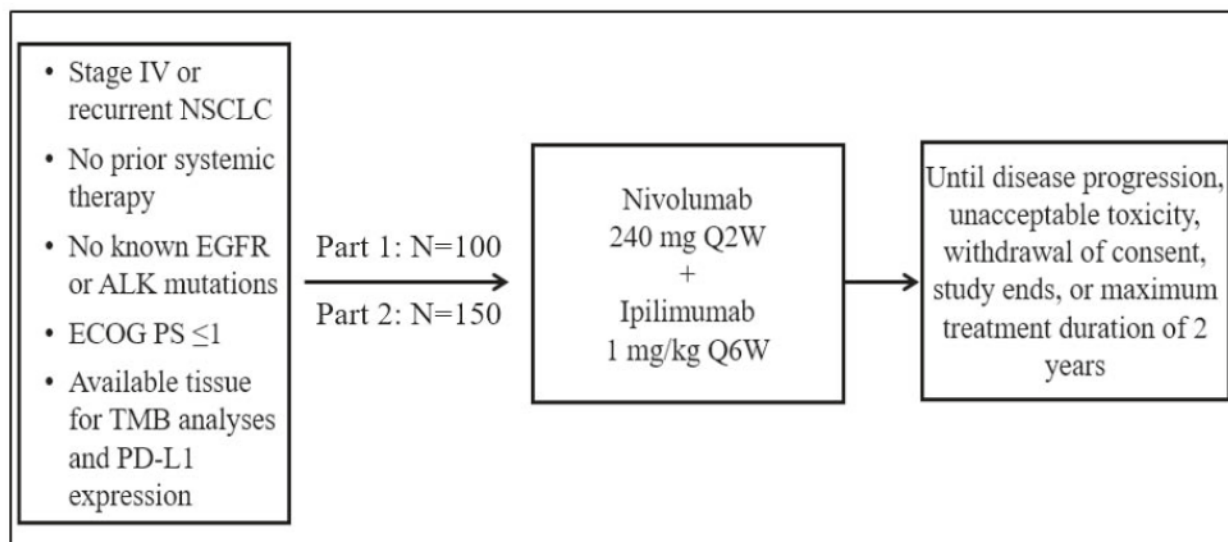 • Stage IV or
recurrent NSCLC
• No prior systemic
therapy
• No known EGFR
or ALK mutations
• ECOG PS ≤1
• Available tissue
for TMB analyses
and PD-L1
expression
Part 1: N=100
Part 2: N=150
Nivolumab
240 mg Q2W
+
Ipilimumab
1 mg/kg Q6W
Until disease progression,
unacceptable toxicity,
withdrawal of consent,
study ends, or maximum
treatment duration of 2
years